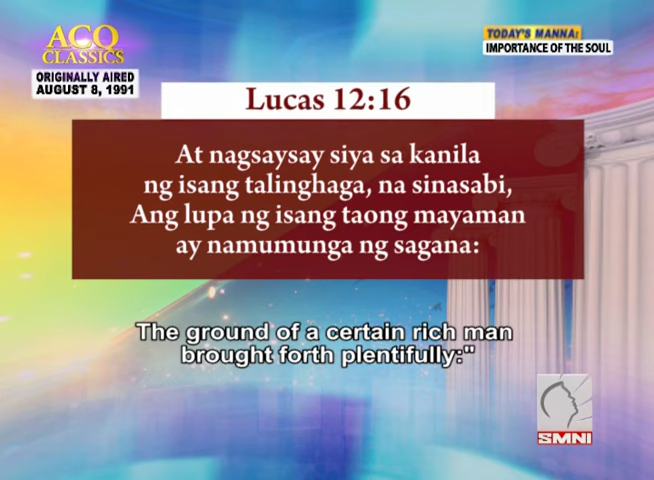 ACQ
CLASSICS
ORIGINALLY AIRED
AUGUST 8, 1991
TODAY'S MANNA:
IMPORTANCE OF THE SOUL
Lucas 12:16
At nagsaysay siya sa kanila
ng isang talinghaga, na sinasabi,
Ang lupa ng isang taong mayaman
ay namumunga ng sagana:
The ground of a certain rich man
brought forth plentifully:"
SMNI